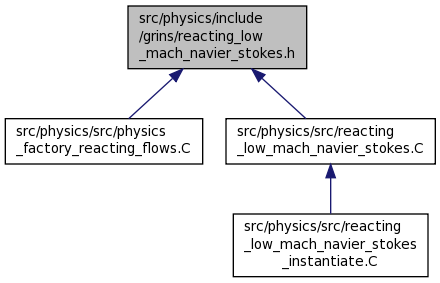 src/physics/include
/grins/reacting_low
_mach_navier_stokes.h
src/physics/src/physics
_factory_reacting_flows.C
src/physics/src/reacting
_low_mach_navier_stokes.C
src/physics/src/reacting
_low_mach_navier_stokes
_instantiate.C